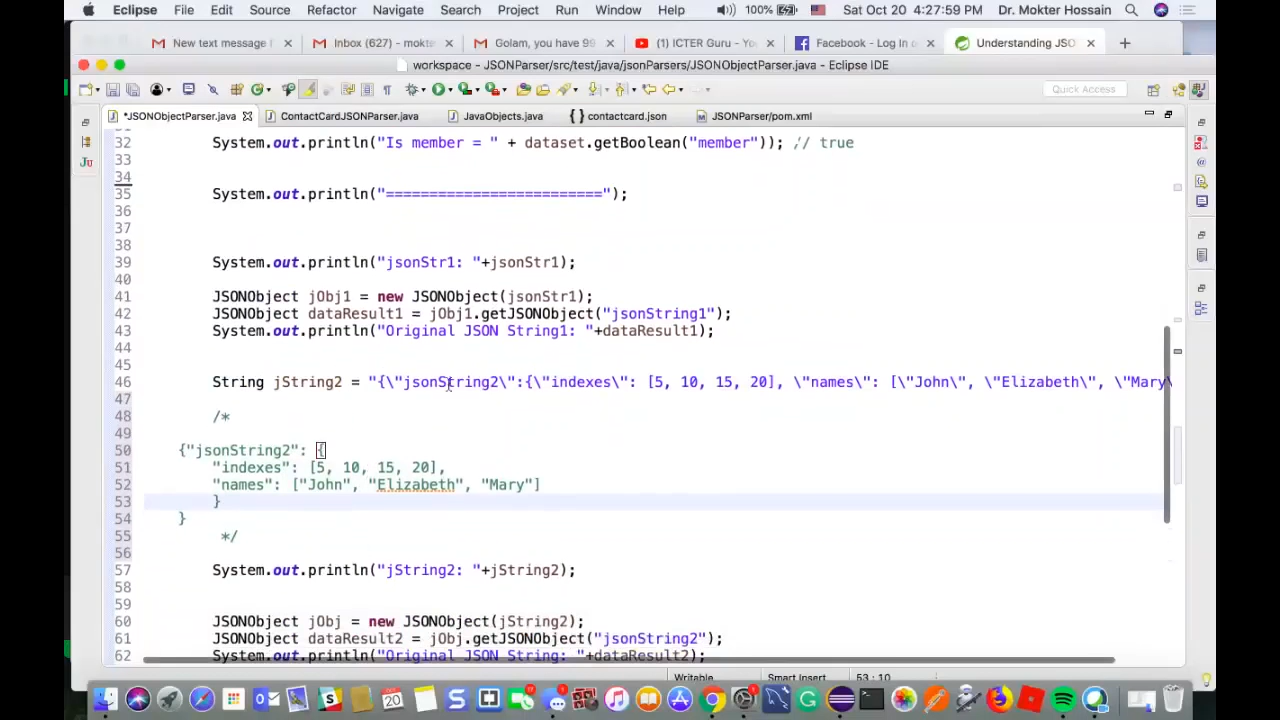 Eclipse File Edit Source Refactor Navigate Search Project Run Window Help 100% Sat Oct 20 4:27:59 PM Dr. Mokter Hossain
New text message Inbox (627) - mokte Golam, you have 99 (1) ICTER Guru - Yo Facebook - Log In o Understanding JSO
workspace - JSONParser/src/test/java/jsonParsers/JSONObjectParser.java - Eclipse IDE
Quick Access
*JSONObjectParser.java ContactCardJSONParser.java JavaObjects.java { } contactcard.json JSONParser/pom.xml
32 System.out.println("Is member = " + dataset.getBoolean("member")); // true
33
34
35 System.out.println("=========================");
36
37
38
39 System.out.println("jsonStr1: "+jsonStr1);
40
41 JSONObject jObj1 = new JSONObject(jsonStr1);
42 JSONObject dataResult1 = jObj1.getJSONObject("jsonString1");
43 System.out.println("Original JSON String1: "+dataResult1);
44
45
46 String jString2 = "{\"jsonString2\":{\"indexes\": [5, 10, 15, 20], \"names\": [\"John\", \"Elizabeth\", \"Mary\
47
48 /*
49
50 {"jsonString2": {
51 "indexes": [5, 10, 15, 20],
52 "names": ["John", "Elizabeth", "Mary"]
53 }
54 }
55 */
56
57 System.out.println("jString2: "+jString2);
58
59
60 JSONObject jObj = new JSONObject(jString2);
61 JSONObject dataResult2 = jObj.getJSONObject("jsonString2");
62 System.out.println("Original JSON String: "+dataResult2);
Writable Smart Insert 53 : 10